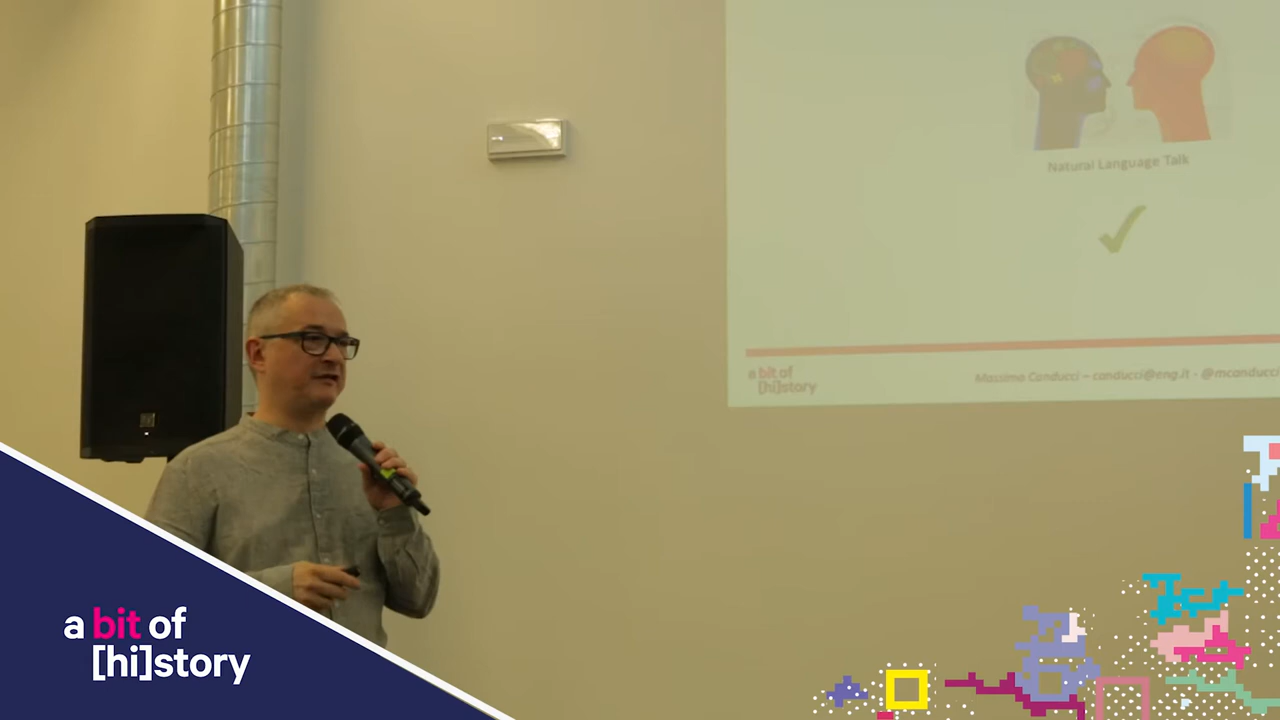 Natural Language Talk
a bit of
[hi]story
Massimo Canducci – canducci@eng.it - @mcanducci
a bit of
[hi]story